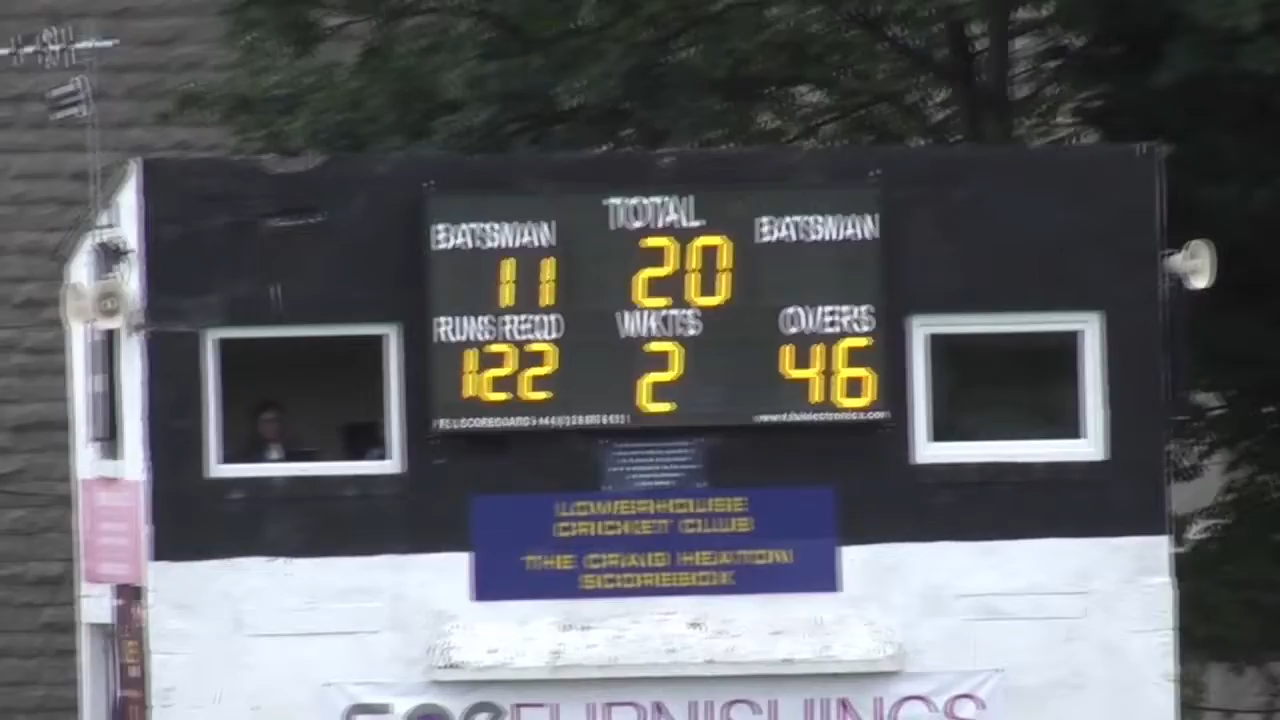 TOTAL
BATSMAN BATSMAN
11 20
RUNS REQD WKTS OVERS
122 2 46
LOWERHOUSE
CRICKET CLUB
THE CRAIG HEATON
SCOREBOX
FURNISHINGS